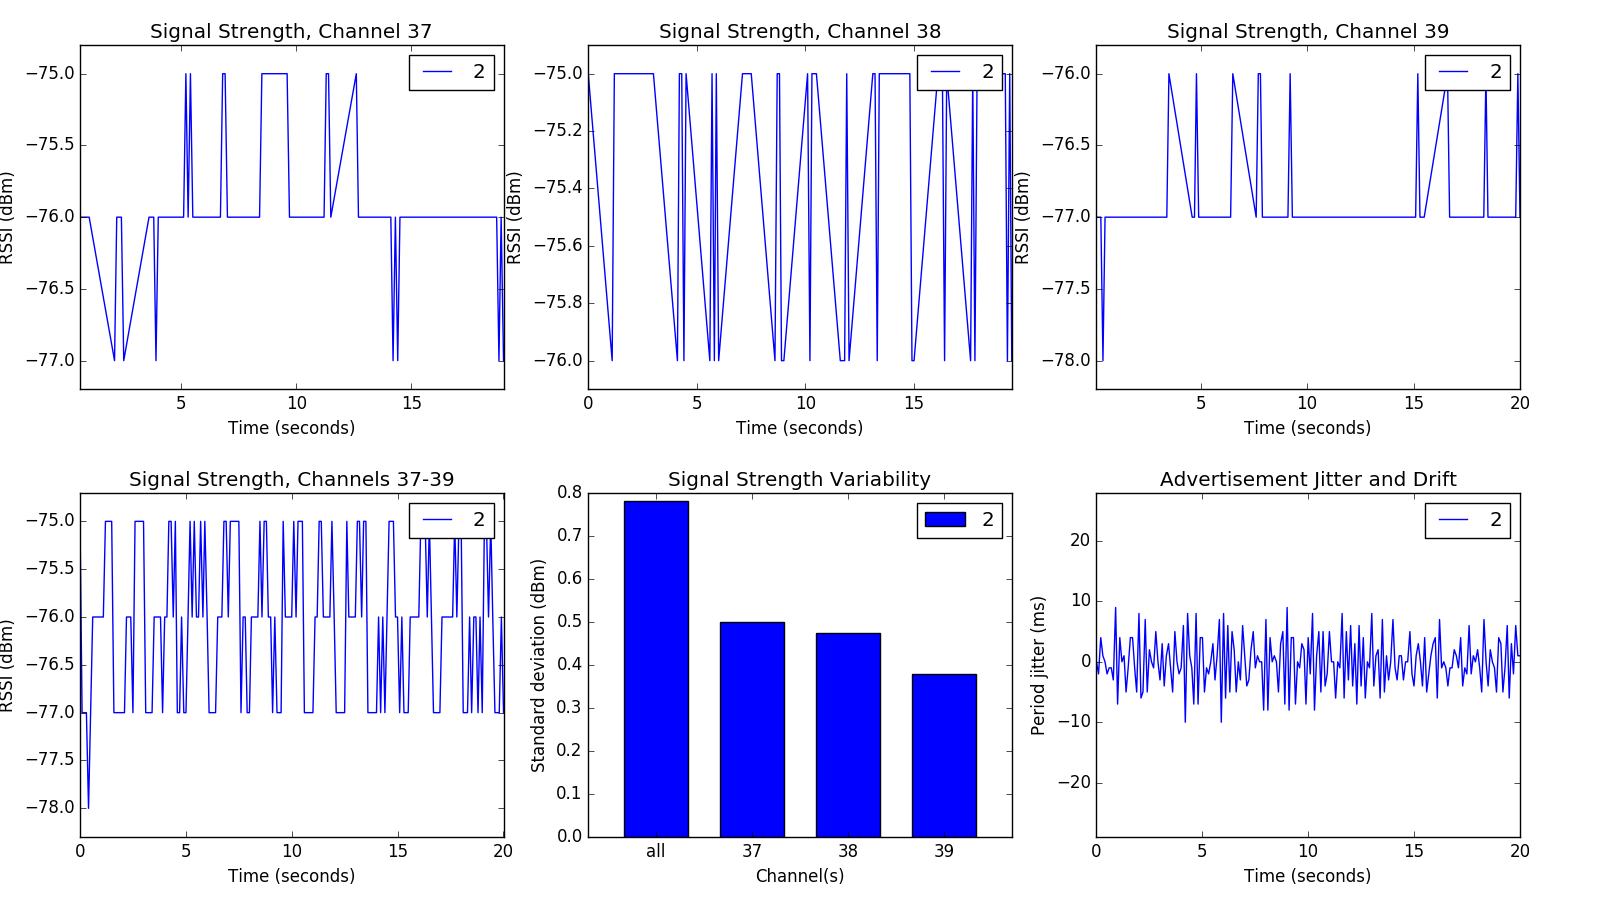 Signal Strength, Channel 37
2
−75.0
−75.5
−76.0
−76.5
−77.0
RSSI (dBm)
5 10 15
Time (seconds)
Signal Strength, Channel 38
2
−75.0
−75.2
−75.4
−75.6
−75.8
−76.0
RSSI (dBm)
0 5 10 15
Time (seconds)
Signal Strength, Channel 39
2
−76.0
−76.5
−77.0
−77.5
−78.0
RSSI (dBm)
5 10 15 20
Time (seconds)
Signal Strength, Channels 37-39
2
−75.0
−75.5
−76.0
−76.5
−77.0
−77.5
−78.0
RSSI (dBm)
0 5 10 15 20
Time (seconds)
Signal Strength Variability
2
0.8
0.7
0.6
0.5
0.4
0.3
0.2
0.1
0.0
Standard deviation (dBm)
all 37 38 39
Channel(s)
Advertisement Jitter and Drift
2
20
10
0
−10
−20
Period jitter (ms)
0 5 10 15 20
Time (seconds)